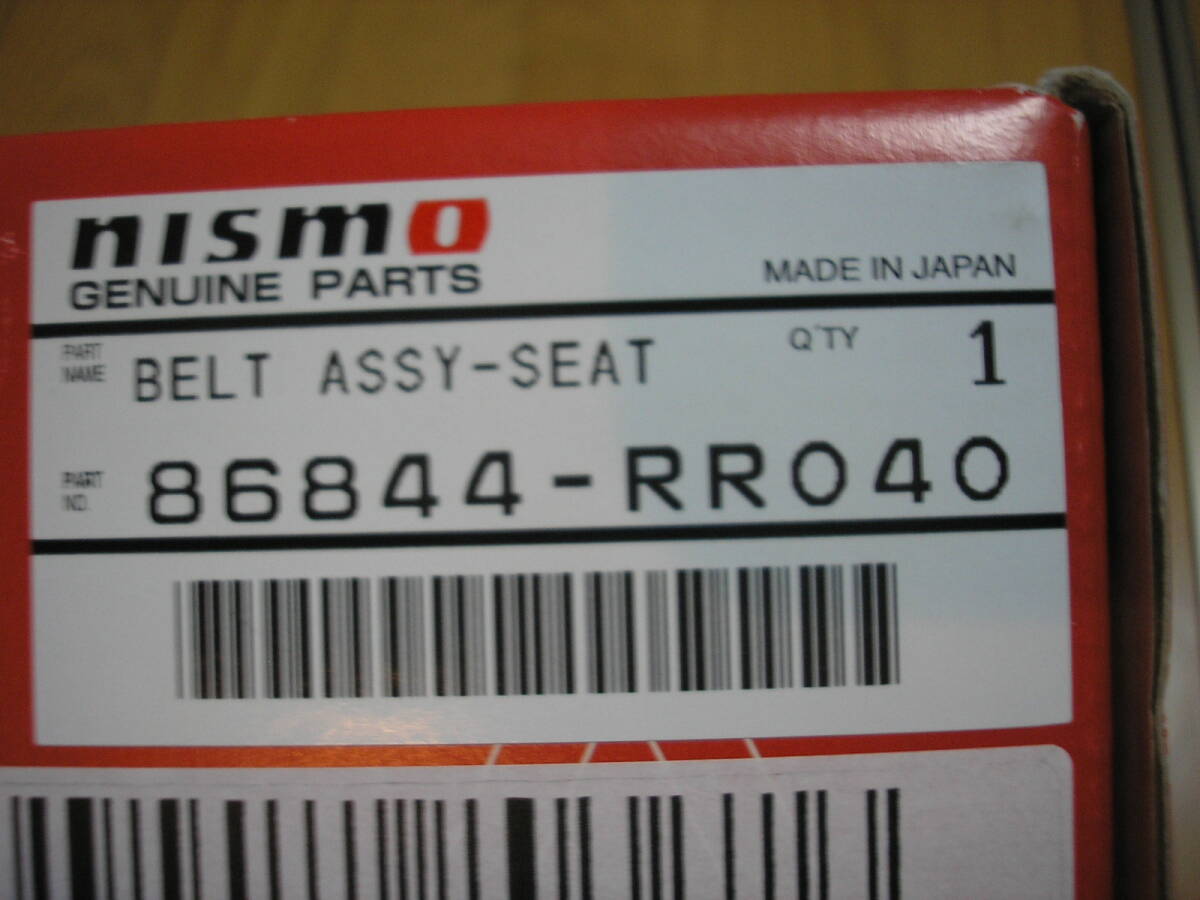 nismo
GENUINE PARTS
MADE IN JAPAN
PART NAME
BELT ASSY-SEAT
Q'TY
1
PART NO.
86844-RR040